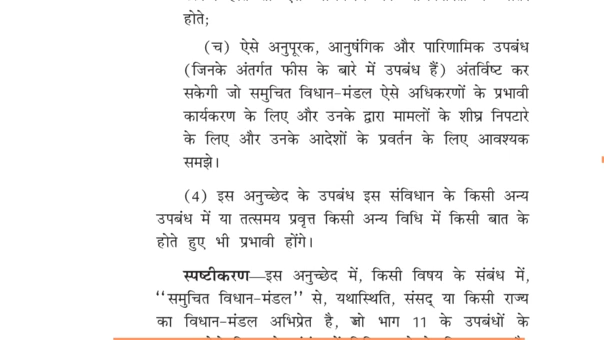 होते;
(च) ऐसे अनुपूरक, आनुषंगिक और पारिणामिक उपबंध
(जिनके अंतर्गत फीस के बारे में उपबंध हैं) अंतर्विष्ट कर
सकेगी जो समुचित विधान-मंडल ऐसे अधिकरणों के प्रभावी
कार्यकरण के लिए और उनके द्वारा मामलों के शीघ्र निपटारे
के लिए और उनके आदेशों के प्रवर्तन के लिए आवश्यक
समझे।
(4) इस अनुच्छेद के उपबंध इस संविधान के किसी अन्य
उपबंध में या तत्समय प्रवृत्त किसी अन्य विधि में किसी बात के
होते हुए भी प्रभावी होंगे।
स्पष्टीकरण—इस अनुच्छेद में, किसी विषय के संबंध में,
‘‘समुचित विधान-मंडल’’ से, यथास्थिति, संसद् या किसी राज्य
का विधान-मंडल अभिप्रेत है, जो भाग 11 के उपबंधों के